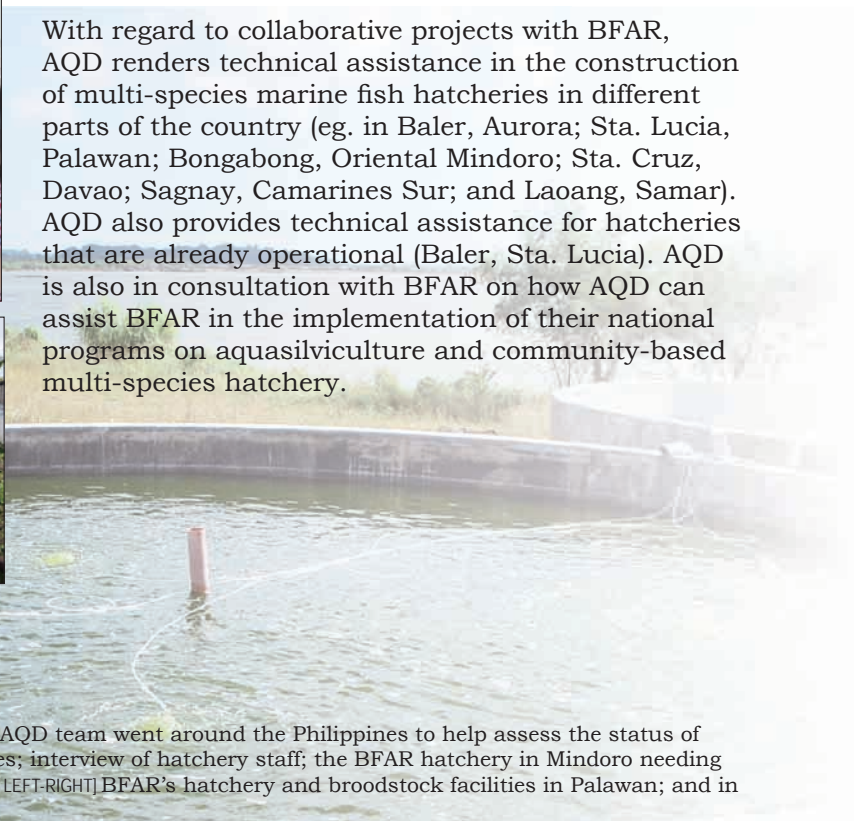 With regard to collaborative projects with BFAR,
AQD renders technical assistance in the construction
of multi-species marine fish hatcheries in different
parts of the country (eg. in Baler, Aurora; Sta. Lucia,
Palawan; Bongabong, Oriental Mindoro; Sta. Cruz,
Davao; Sagnay, Camarines Sur; and Laoang, Samar).
AQD also provides technical assistance for hatcheries
that are already operational (Baler, Sta. Lucia). AQD
is also in consultation with BFAR on how AQD can
assist BFAR in the implementation of their national
programs on aquasilviculture and community-based
multi-species hatchery.
AQD team went around the Philippines to help assess the status of
interview of hatchery staff; the BFAR hatchery in Mindoro needing
LEFT-RIGHT] BFAR's hatchery and broodstock facilities in Palawan; and in